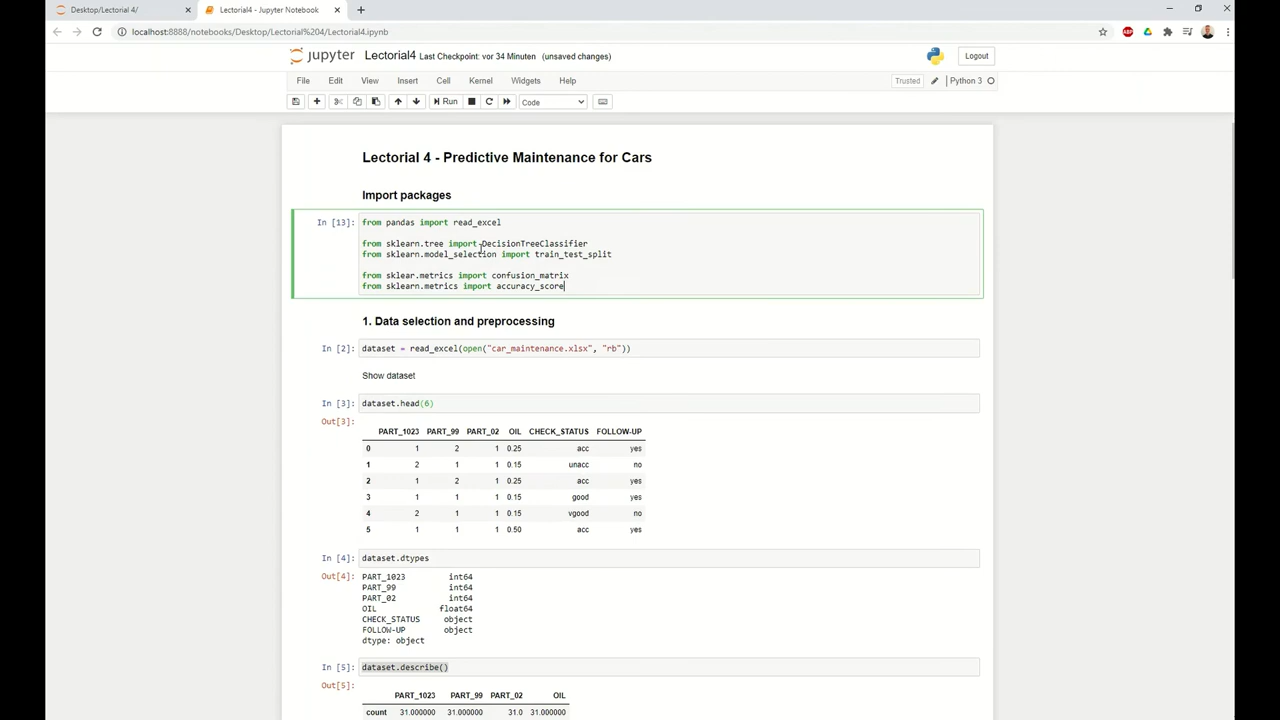 Desktop/Lectorial 4/
Lectorial4 - Jupyter Notebook
localhost:8888/notebooks/Desktop/Lectorial%204/Lectorial4.ipynb
ABP
jupyter Lectorial4 Last Checkpoint: vor 34 Minuten (unsaved changes)
Logout
File Edit View Insert Cell Kernel Widgets Help
Trusted Python 3
Run Code
Lectorial 4 - Predictive Maintenance for Cars
Import packages
In [13]: from pandas import read_excel
from sklearn.tree import DecisionTreeClassifier
from sklearn.model_selection import train_test_split
from sklear.metrics import confusion_matrix
from sklearn.metrics import accuracy_score
1. Data selection and preprocessing
In [2]: dataset = read_excel(open("car_maintenance.xlsx", "rb"))
Show dataset
In [3]: dataset.head(6)
Out[3]:
PART_1023 PART_99 PART_02 OIL CHECK_STATUS FOLLOW-UP
0 1 2 1 0.25 acc yes
1 2 1 1 0.15 unacc no
2 1 2 1 0.25 acc yes
3 1 1 1 0.15 good yes
4 2 1 1 0.15 vgood no
5 1 1 1 0.50 acc yes
In [4]: dataset.dtypes
Out[4]: PART_1023 int64
PART_99 int64
PART_02 int64
OIL float64
CHECK_STATUS object
FOLLOW-UP object
dtype: object
In [5]: dataset.describe()
Out[5]:
PART_1023 PART_99 PART_02 OIL
count 31.000000 31.000000 31.0 31.000000